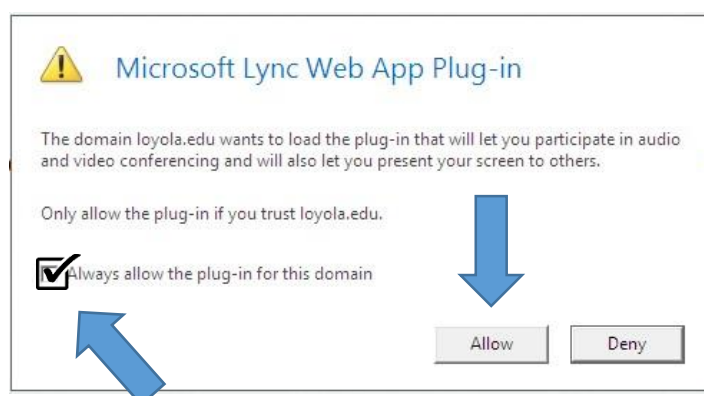 Microsoft Lync Web App Plug-in
The domain loyola.edu wants to load the plug-in that will let you participate in audio
and video conferencing and will also let you present your screen to others.
Only allow the plug-in if you trust loyola.edu.
Always allow the plug-in for this domain
Allow Deny